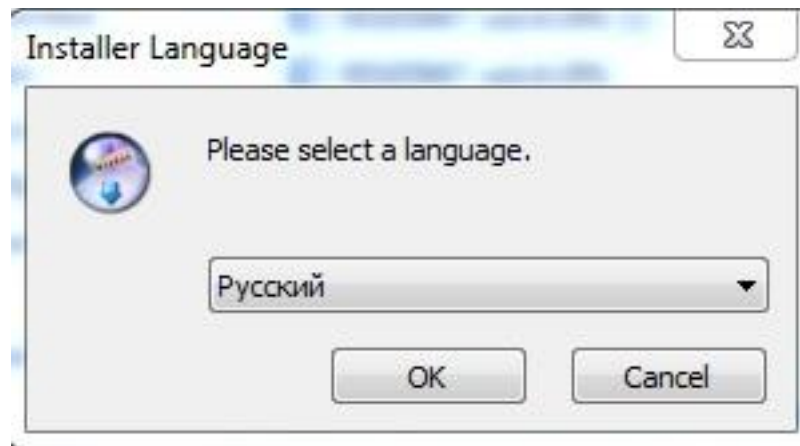 Installer Language
Please select a language.
Русский
OK
Cancel